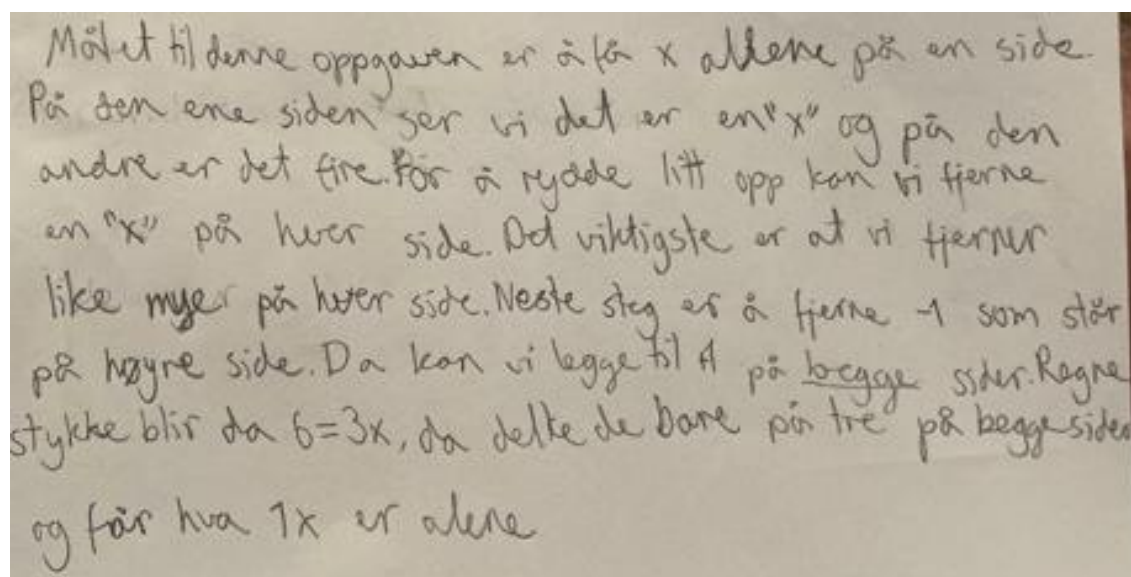 Målet til denne oppgaven er å få x allene på en side.
På den ene siden ser vi det er en "x" og på den
andre er det fire. For å rydde litt opp kan vi fjerne
en "x" på hver side. Det viktigste er at vi fjerner
like mye på hver side. Neste steg er å fjerne -1 som står
på høyre side. Da kan vi legge til 1 på begge sider. Regne
stykke blir da 6=3x, da delte de bare på tre på begge sider
og får hva 1x er alene